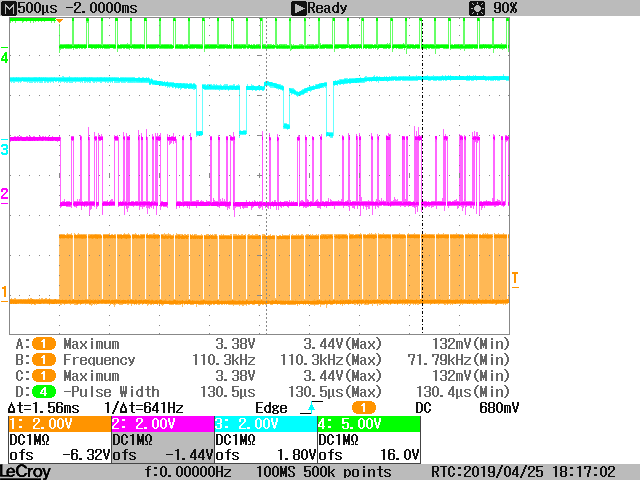 M 500µs -2.0000ms Ready 90%
4
3
2
1
T
A: 1 Maximum 3.38V 3.44V(Max) 132mV(Min)
B: 1 Frequency 110.3kHz 110.3kHz(Max) 71.79kHz(Min)
C: 1 Maximum 3.38V 3.44V(Max) 132mV(Min)
D: 4 -Pulse Width 130.5µs 130.5µs(Max) 130.4µs(Min)
Δt=1.56ms 1/Δt=641Hz Edge 1 DC 680mV
1: 2.00V 2: 2.00V 3: 2.00V 4: 5.00V
DC1MΩ DC1MΩ DC1MΩ DC1MΩ
ofs -6.32V ofs -1.44V ofs 1.80V ofs 16.0V
LeCroy f:0.00000Hz 100MS 500k points RTC:2019/04/25 18:17:02